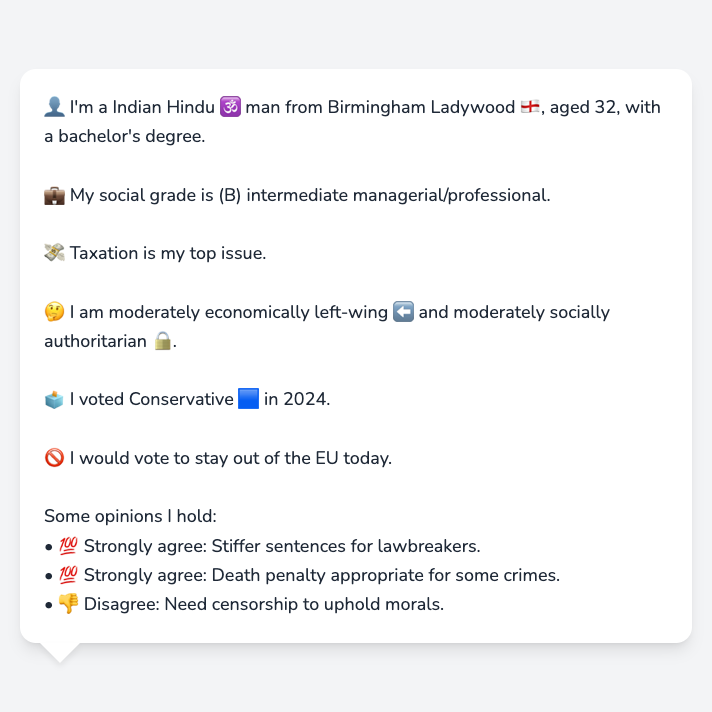 👤 I'm a Indian Hindu 🕉️ man from Birmingham Ladywood 🏴󠁧󠁢󠁥󠁮󠁧󠁿, aged 32, with
a bachelor's degree.
💼 My social grade is (B) intermediate managerial/professional.
💸 Taxation is my top issue.
🤔 I am moderately economically left-wing ⬅️ and moderately socially
authoritarian 🔒.
🗳️ I voted Conservative 🟦 in 2024.
🚫 I would vote to stay out of the EU today.
Some opinions I hold:
• 💯 Strongly agree: Stiffer sentences for lawbreakers.
• 💯 Strongly agree: Death penalty appropriate for some crimes.
• 👎 Disagree: Need censorship to uphold morals.